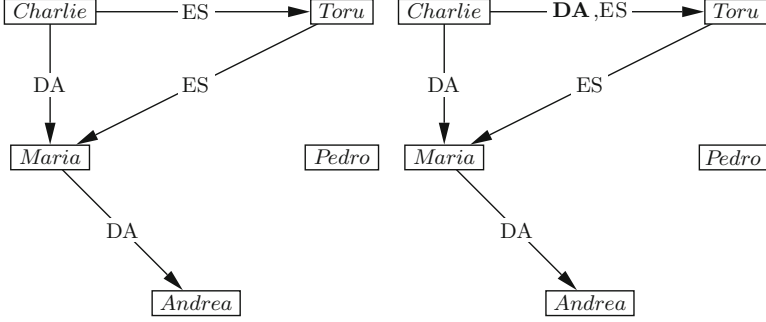 Charlie ES Toru Charlie DA,ES Toru
DA ES DA ES
Maria Pedro Maria Pedro
DA DA
Andrea Andrea